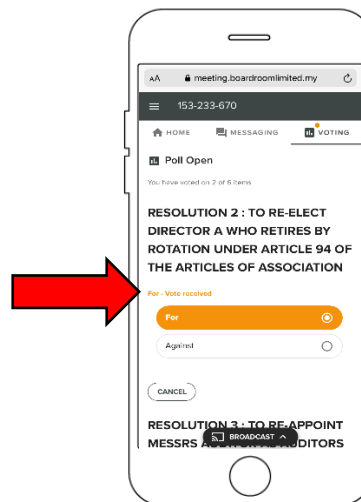 AA meeting.boardroomlimited.my
153-233-670
HOME MESSAGING VOTING
Poll Open
You have voted on 2 of 6 items
RESOLUTION 2 : TO RE-ELECT
DIRECTOR A WHO RETIRES BY
ROTATION UNDER ARTICLE 94 OF
THE ARTICLES OF ASSOCIATION
For - Vote received
For
Against
CANCEL
RESOLUTION 3 : TO RE-APPOINT
MESSRS
BROADCAST